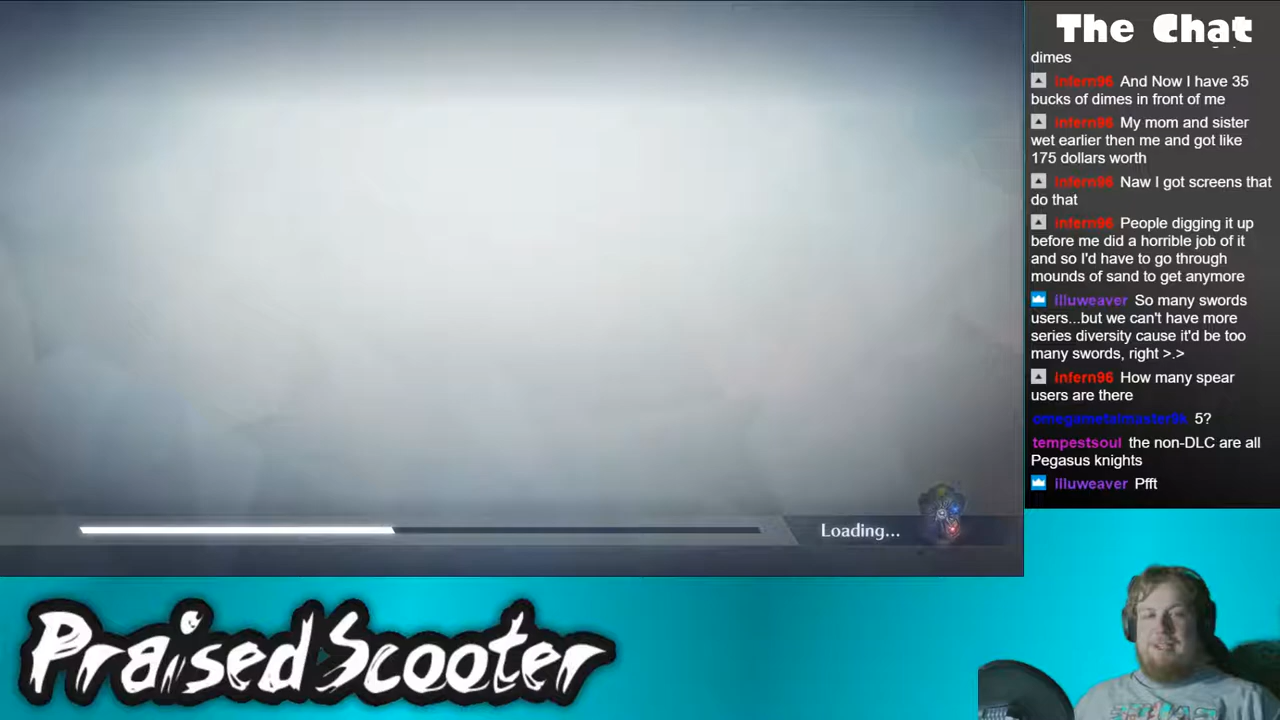 The Chat
dimes
infern96 And Now I have 35
bucks of dimes in front of me
infern96 My mom and sister
wet earlier then me and got like
175 dollars worth
infern96 Naw I got screens that
do that
infern96 People digging it up
before me did a horrible job of it
and so I'd have to go through
mounds of sand to get anymore
illuweaver So many swords
users...but we can't have more
series diversity cause it'd be too
many swords, right >.>
infern96 How many spear
users are there
5?
tempestsoul the non-DLC are all
Pegasus knights
illuweaver Pfft
Loading...
PraisedScooter